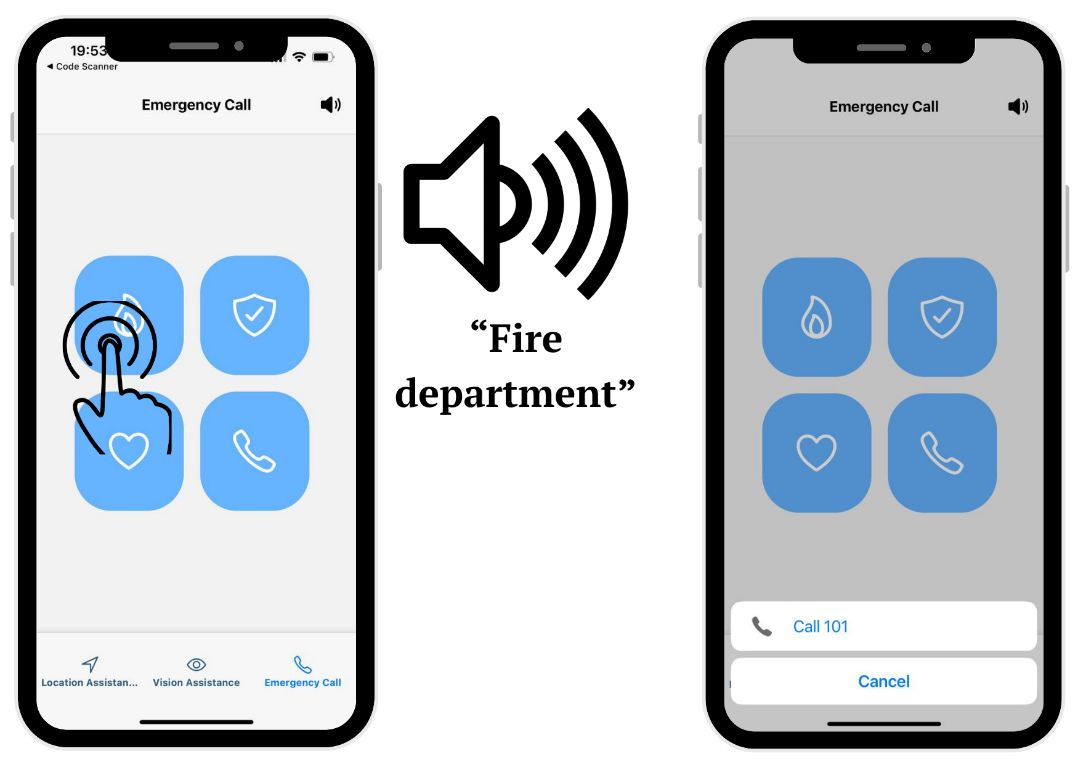 19:53
◀ Code Scanner
Emergency Call
“Fire
department”
Location Assistan...
Vision Assistance
Emergency Call
Emergency Call
Call 101
Cancel